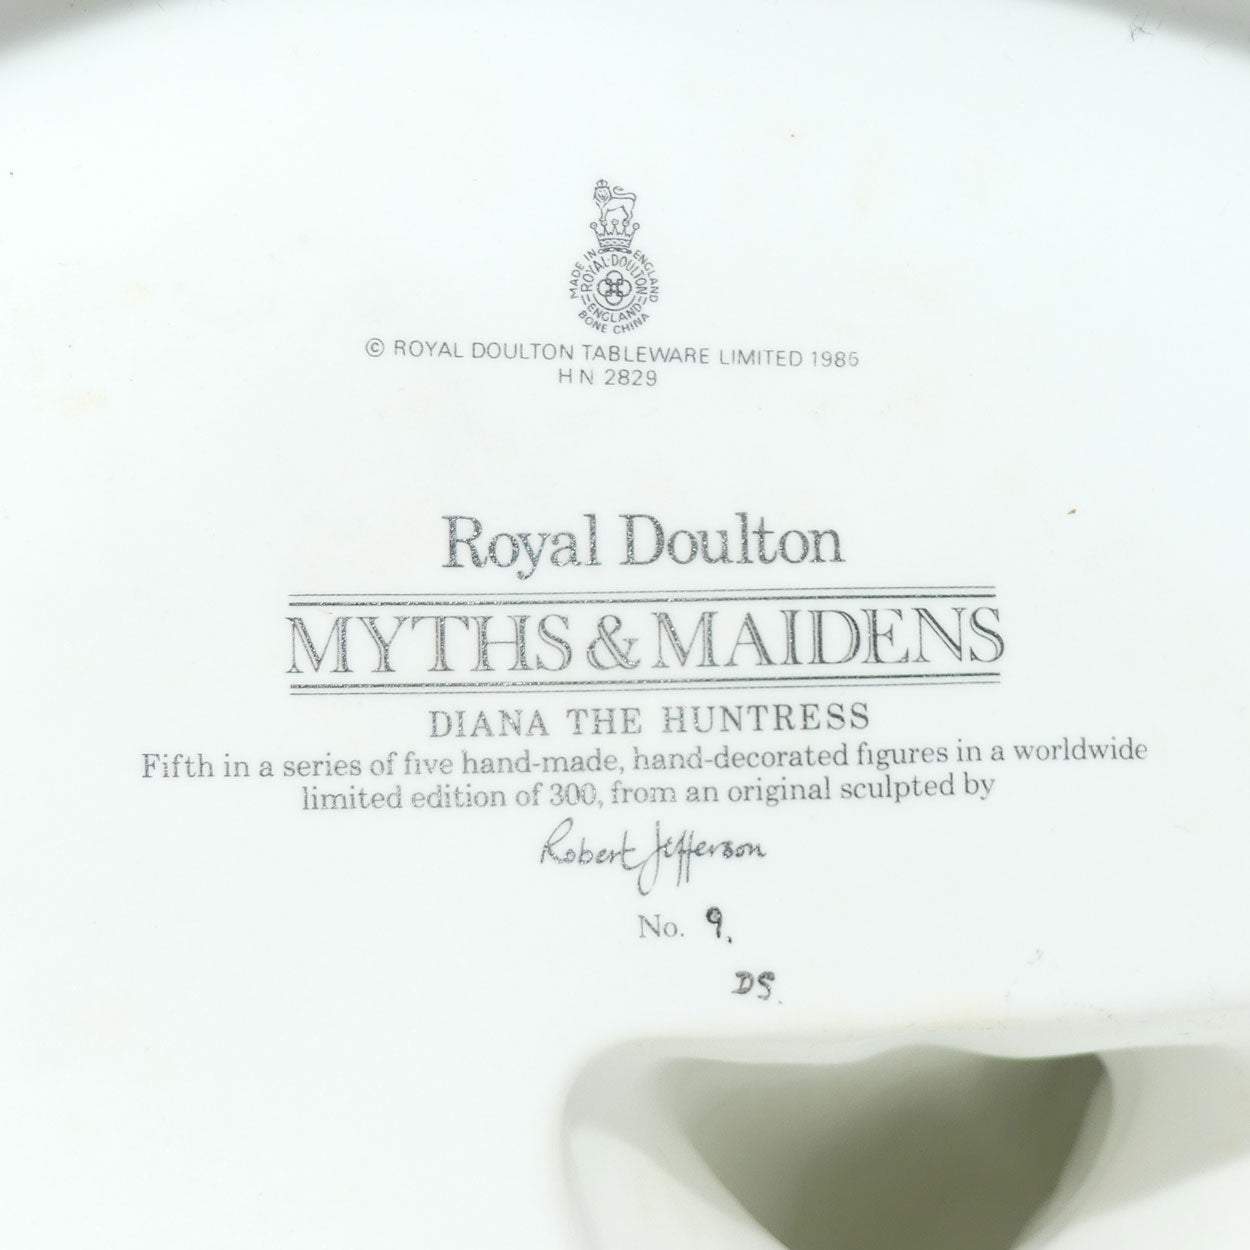 MADE IN ENGLAND
ROYAL·DOULTON
ENGLAND
BONE CHINA
© ROYAL DOULTON TABLEWARE LIMITED 1985
HN 2829
Royal Doulton
MYTHS & MAIDENS
DIANA THE HUNTRESS
Fifth in a series of five hand-made, hand-decorated figures in a worldwide
limited edition of 300, from an original sculpted by
Robert Jefferson
No. 9.
DS.